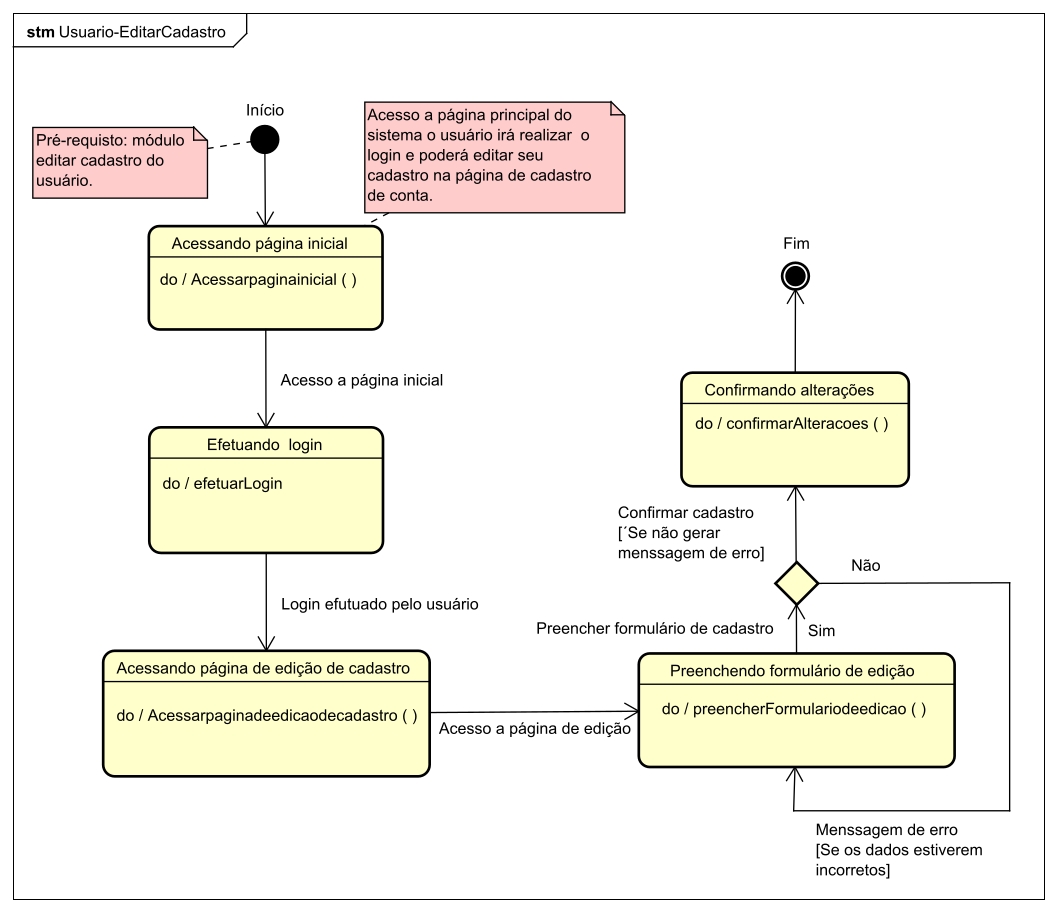 stm Usuario-EditarCadastro
Início
Pré-requisto: módulo
editar cadastro do
usuário.
Acesso a página principal do
sistema o usuário irá realizar  o
login e poderá editar seu
cadastro na página de cadastro
de conta.
Acessando página inicial
do / Acessarpaginainicial ( )
Acesso a página inicial
Efetuando  login
do / efetuarLogin
Login efutuado pelo usuário
Acessando página de edição de cadastro
do / Acessarpaginadeedicaodecadastro ( )
Acesso a página de edição
Preenchendo formulário de edição
do / preencherFormulariodeedicao ( )
Preencher formulário de cadastro
Sim
Não
Menssagem de erro
[Se os dados estiverem
incorretos]
Confirmar cadastro
[´Se não gerar
menssagem de erro]
Confirmando alterações
do / confirmarAlteracoes ( )
Fim